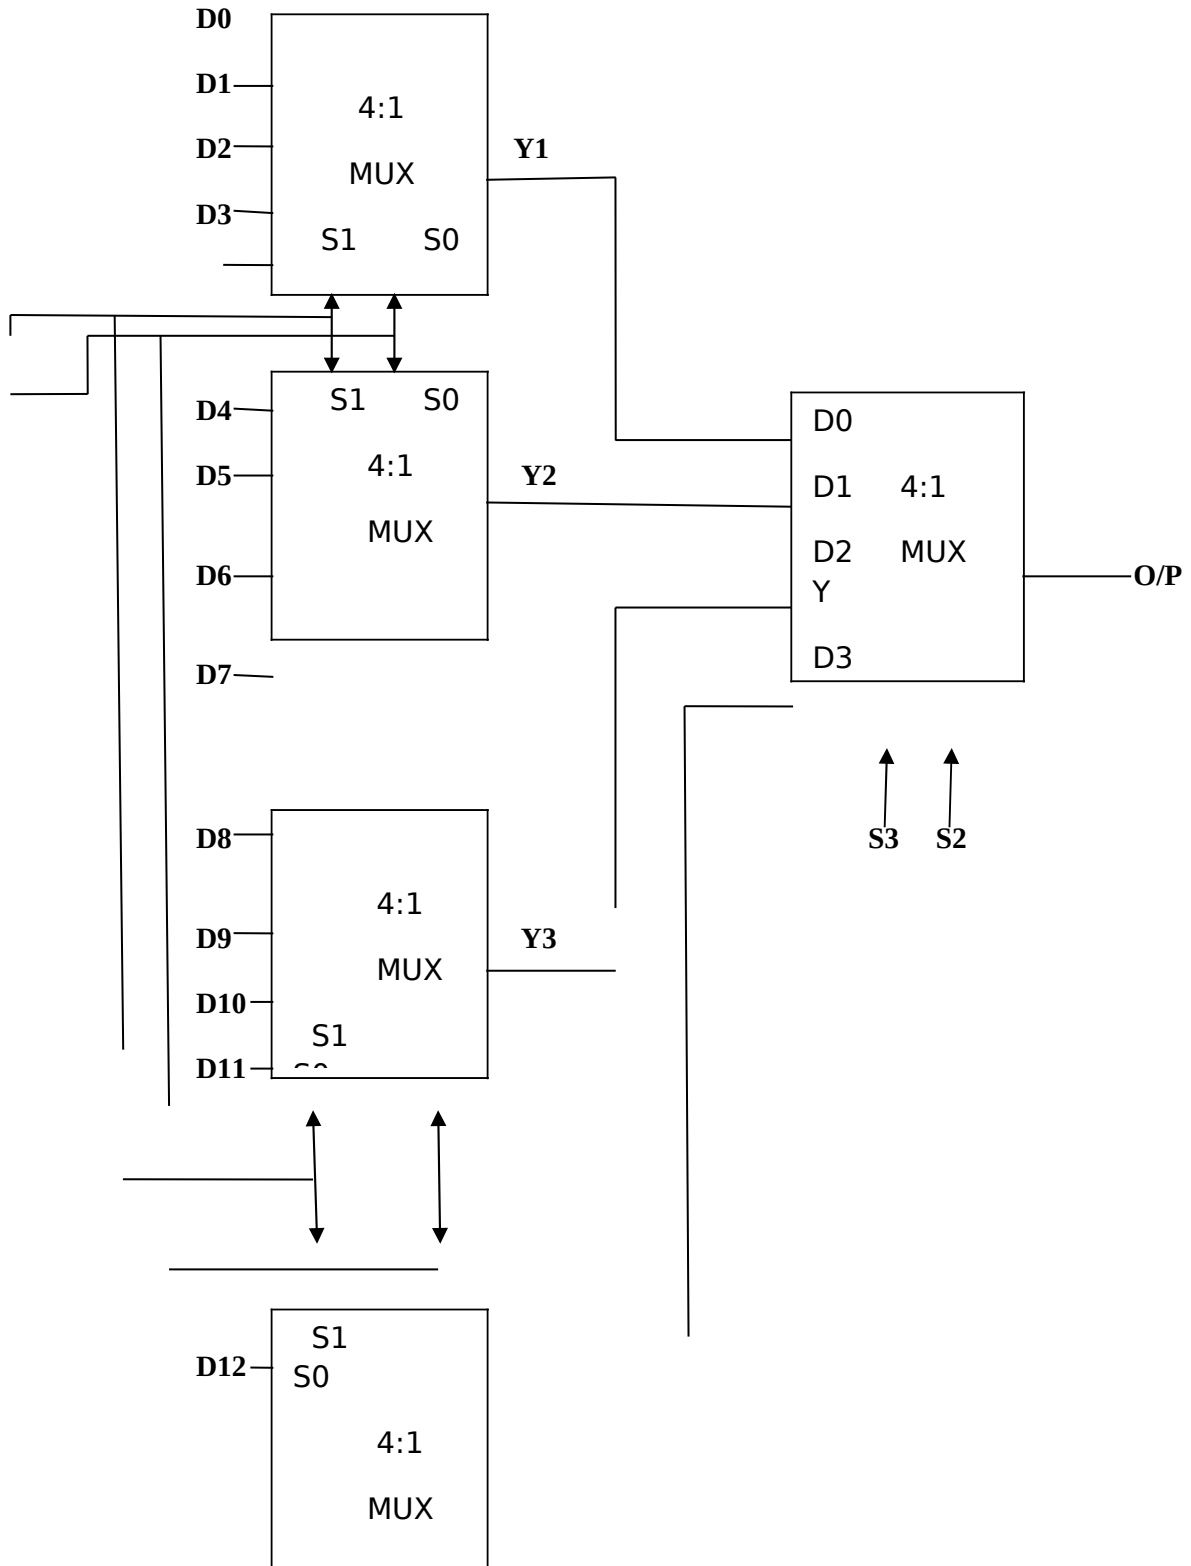 D0
D1
4:1
D2
Y1
MUX
D3
S1 S0
S1 S0
D4
D0
4:1
D5
Y2
D1 4:1
MUX
D2 MUX
D6
O/P
Y
D3
D7
D8
S3 S2
4:1
D9
Y3
MUX
D10
S1
D11
S1
D12
S0
4:1
MUX